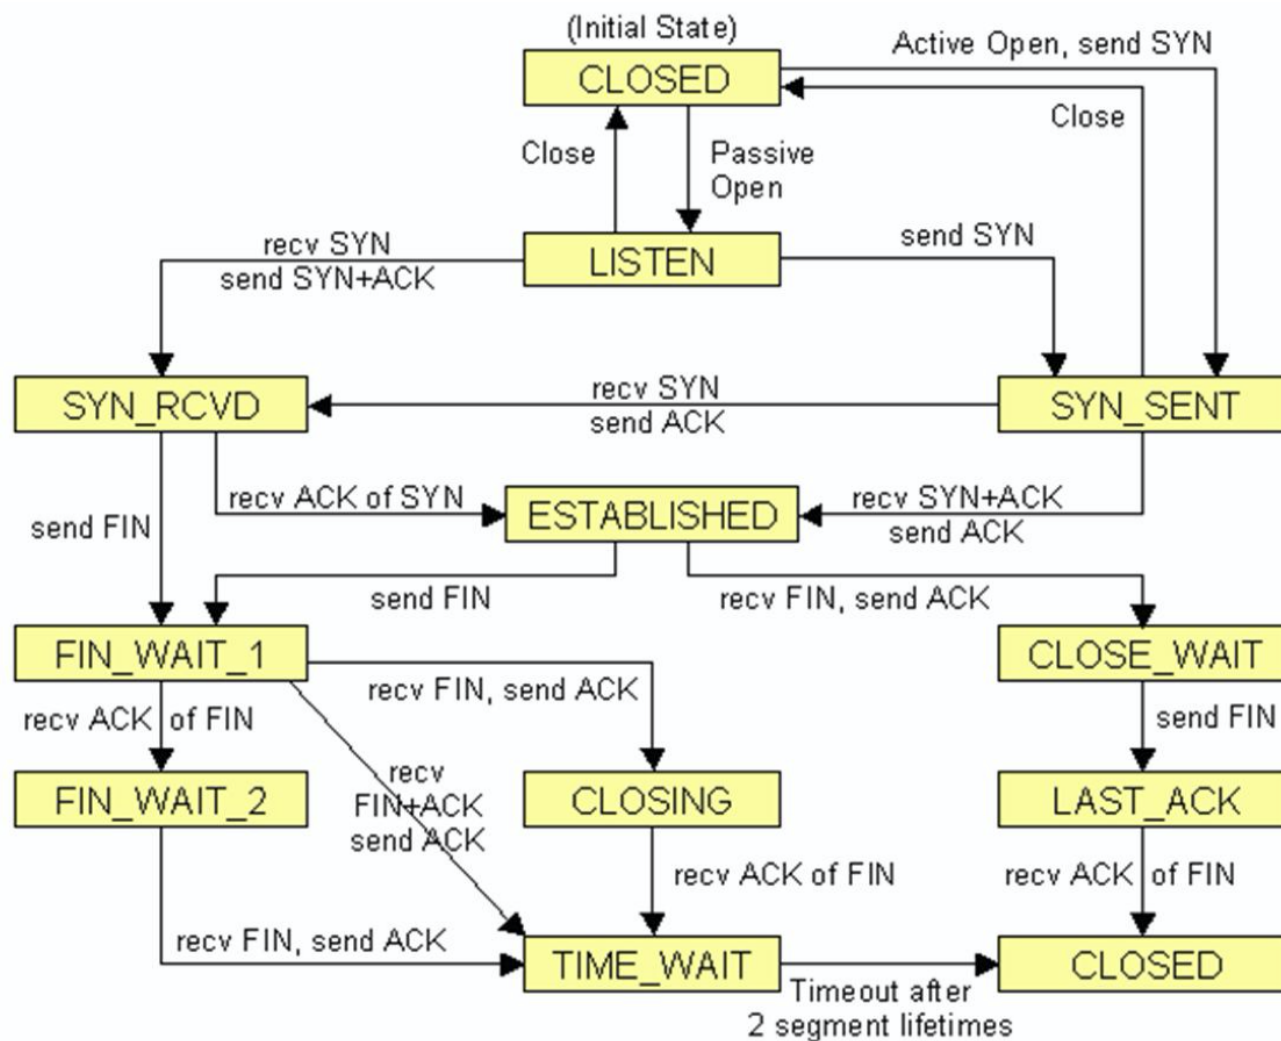 (Initial State)
CLOSED
Active Open, send SYN
Close
Close
Passive
Open
LISTEN
recv SYN
send SYN+ACK
send SYN
SYN_RCVD
recv SYN
send ACK
SYN_SENT
recv ACK of SYN
ESTABLISHED
recv SYN+ACK
send ACK
send FIN
send FIN
recv FIN, send ACK
FIN_WAIT_1
CLOSE_WAIT
recv FIN, send ACK
recv ACK of FIN
send FIN
FIN_WAIT_2
recv
FIN+ACK
send ACK
CLOSING
LAST_ACK
recv ACK of FIN
recv ACK of FIN
recv FIN, send ACK
TIME_WAIT
CLOSED
Timeout after
2 segment lifetimes